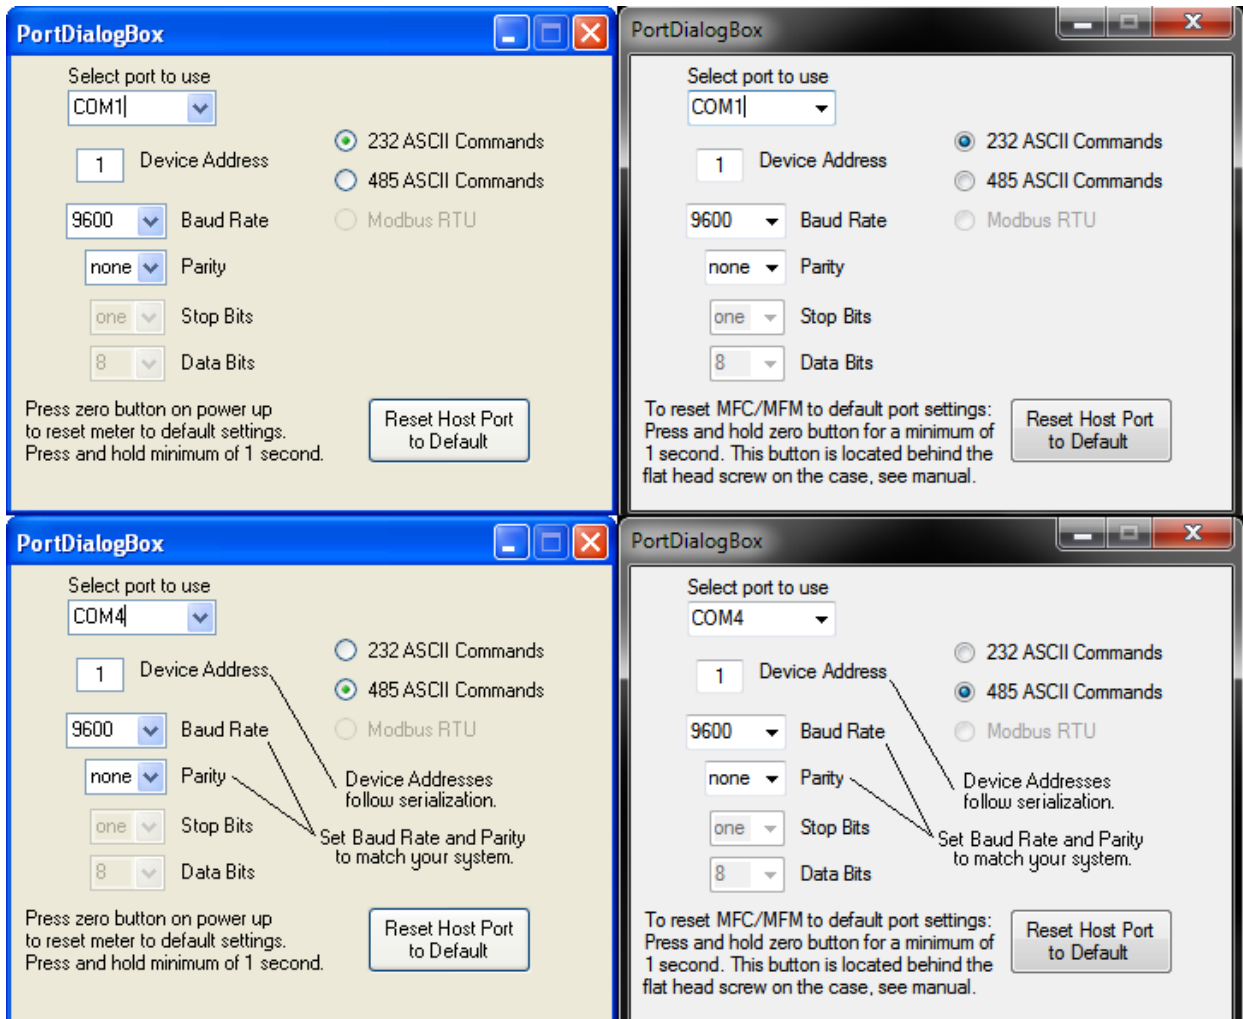 PortDialogBox
Select port to use
COM1
232 ASCII Commands
1 Device Address
485 ASCII Commands
9600 Baud Rate
Modbus RTU
none Parity
one Stop Bits
8 Data Bits
Press zero button on power up
to reset meter to default settings.
Press and hold minimum of 1 second.
Reset Host Port
to Default
PortDialogBox
Select port to use
COM1
232 ASCII Commands
1 Device Address
485 ASCII Commands
9600 Baud Rate
Modbus RTU
none Parity
one Stop Bits
8 Data Bits
To reset MFC/MFM to default port settings:
Press and hold zero button for a minimum of
1 second. This button is located behind the
flat head screw on the case, see manual.
Reset Host Port
to Default
PortDialogBox
Select port to use
COM4
232 ASCII Commands
1 Device Address
485 ASCII Commands
9600 Baud Rate
Modbus RTU
none Parity
Device Addresses
follow serialization.
one Stop Bits
Set Baud Rate and Parity
to match your system.
8 Data Bits
Press zero button on power up
to reset meter to default settings.
Press and hold minimum of 1 second.
Reset Host Port
to Default
PortDialogBox
Select port to use
COM4
232 ASCII Commands
1 Device Address
485 ASCII Commands
9600 Baud Rate
Modbus RTU
none Parity
Device Addresses
follow serialization.
one Stop Bits
Set Baud Rate and Parity
to match your system.
8 Data Bits
To reset MFC/MFM to default port settings:
Press and hold zero button for a minimum of
1 second. This button is located behind the
flat head screw on the case, see manual.
Reset Host Port
to Default